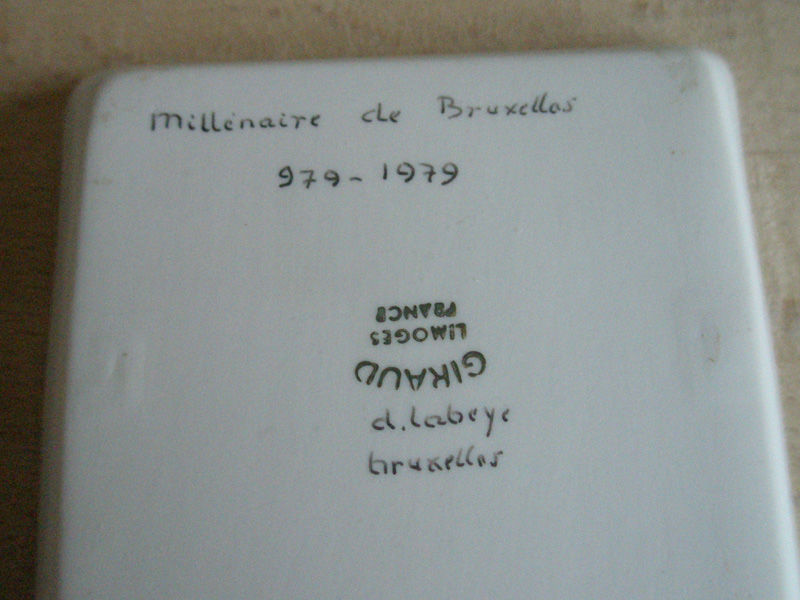 Millénaire de Bruxelles
979-1979
GIRAUD
LIMOGES
FRANCE
d. Labeye
bruxelles